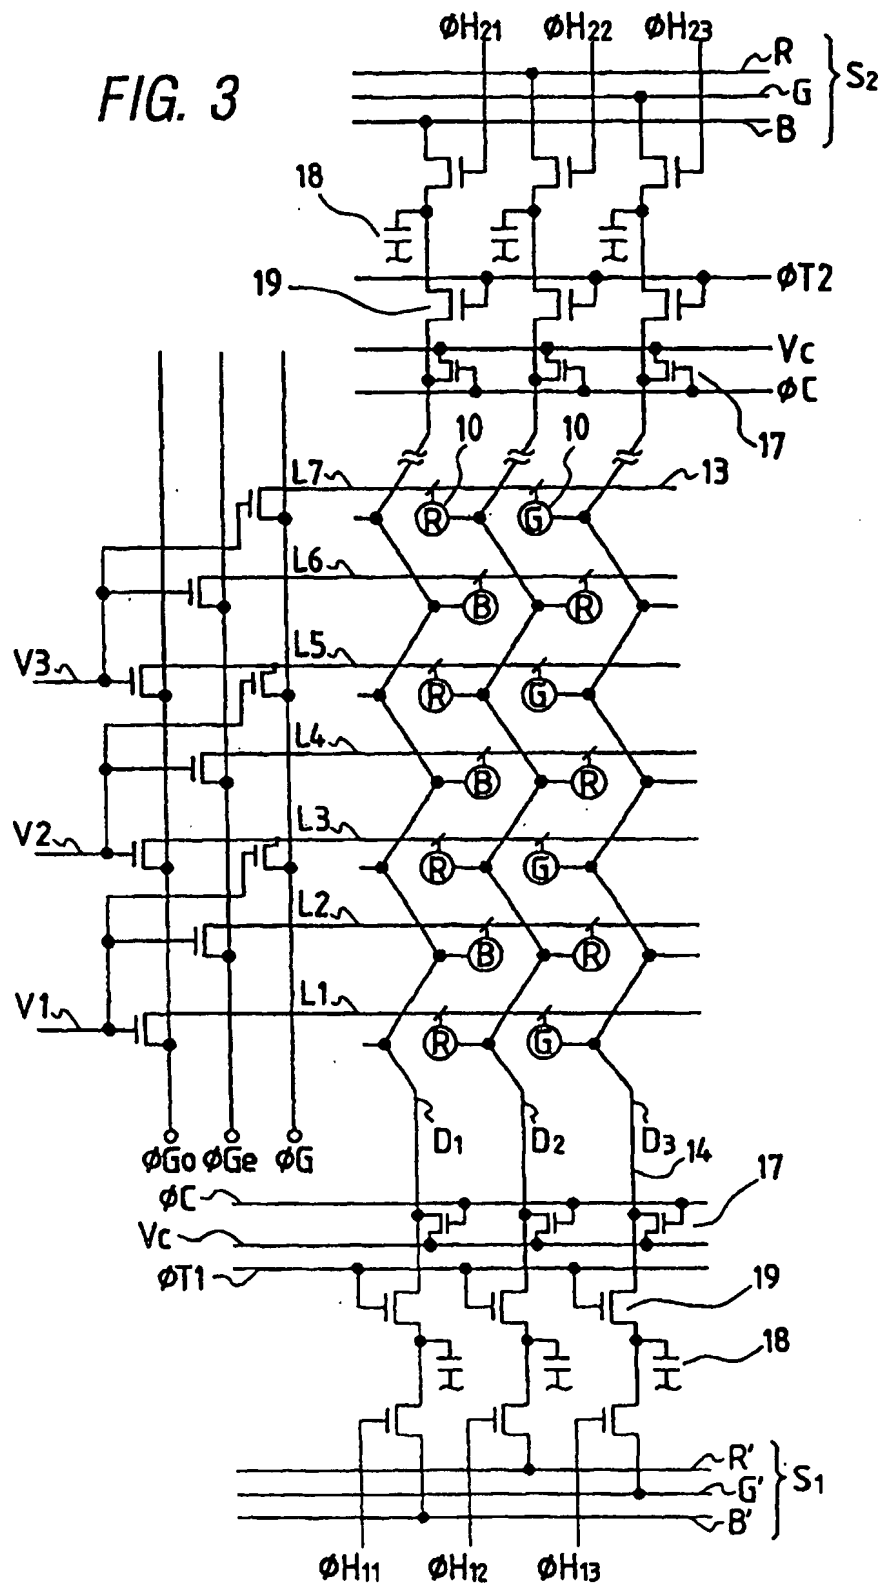 FIG. 3
ØH21 ØH22 ØH23
R
G
B
S2
18
19
ØT2
Vc
ØC
17
10 10
L7 13
R G
L6
B R
V3 L5
R G
L4
B R
V2 L3
R G
L2
B R
V1 L1
R G
D1 D2 D3
ØGo ØGe ØG
14
ØC 17
Vc
ØT1
19
18
R'
G'
B'
S1
ØH11 ØH12 ØH13